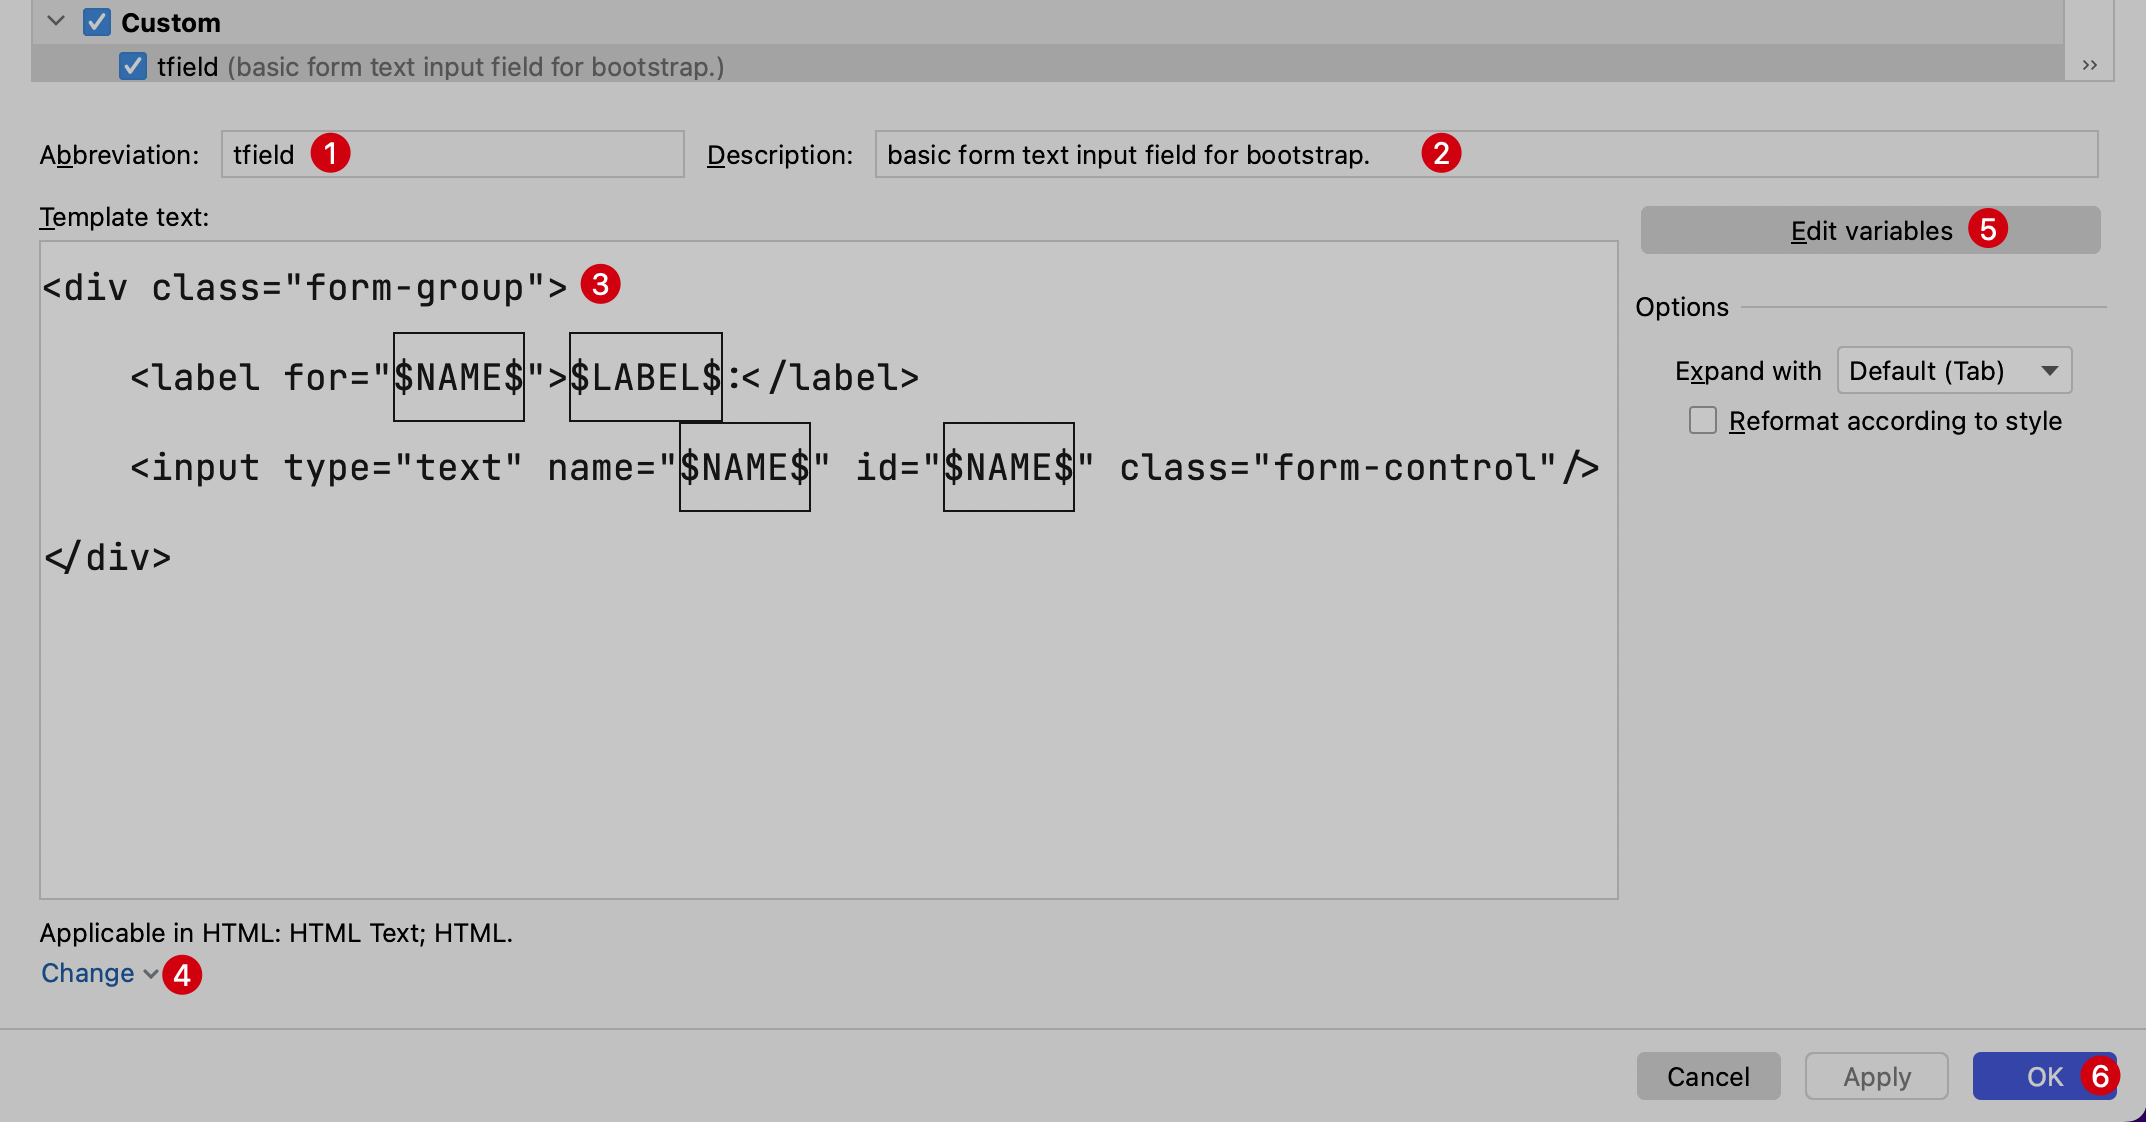 Custom
tfield (basic form text input field for bootstrap.)
»
Abbreviation: tfield 1 Description: basic form text input field for bootstrap. 2
Template text:
Edit variables 5
<div class="form-group"> 3
    <label for="$NAME$">$LABEL$:</label>
    <input type="text" name="$NAME$" id="$NAME$" class="form-control"/>
</div>
Options
Expand with Default (Tab)
Reformat according to style
Applicable in HTML: HTML Text; HTML.
Change 4
Cancel Apply OK 6